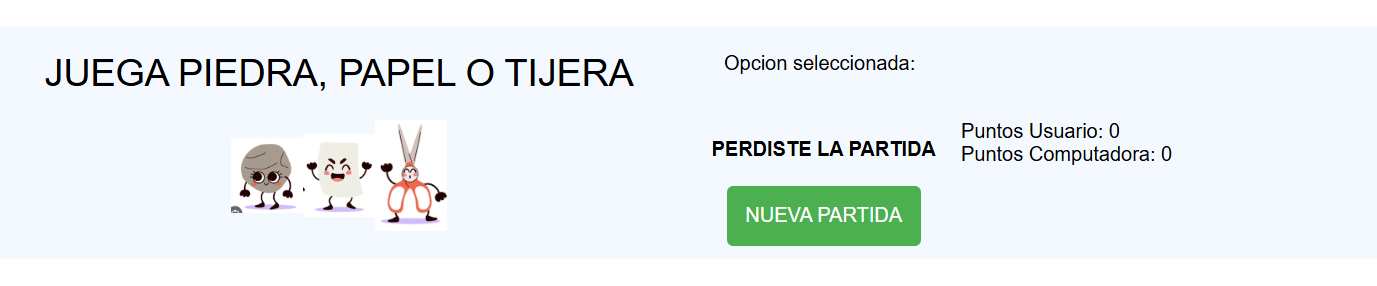 JUEGA PIEDRA, PAPEL O TIJERA
Opcion seleccionada:
PERDISTE LA PARTIDA
Puntos Usuario: 0
Puntos Computadora: 0
NUEVA PARTIDA